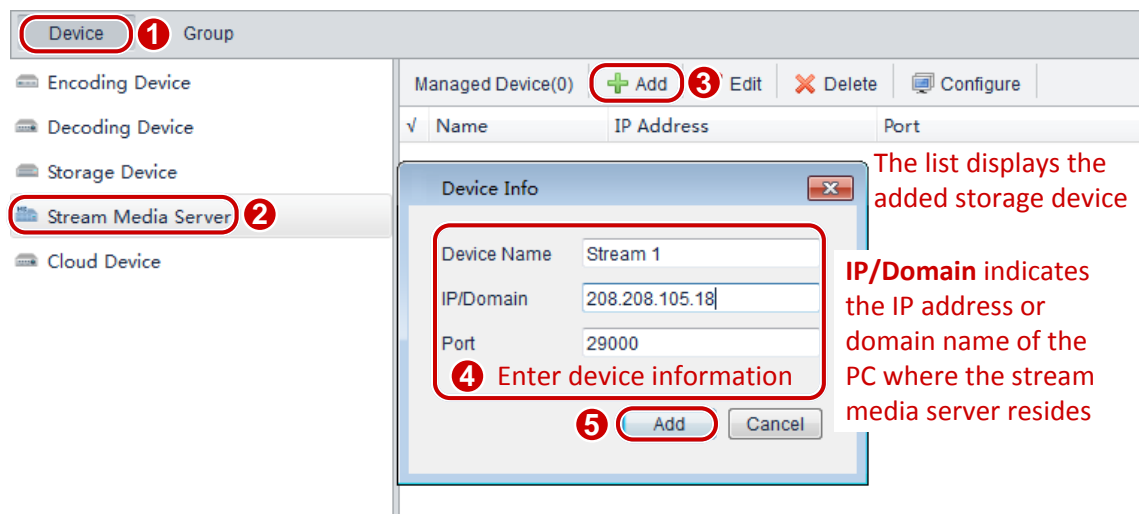 Device 1 Group
Encoding Device
Decoding Device
Storage Device
Stream Media Server 2
Cloud Device
Managed Device(0) Add 3 Edit Delete Configure
√ Name IP Address Port
The list displays the
added storage device
Device Info
Device Name Stream 1
IP/Domain 208.208.105.18
Port 29000
4 Enter device information
5 Add Cancel
IP/Domain indicates
the IP address or
domain name of the
PC where the stream
media server resides